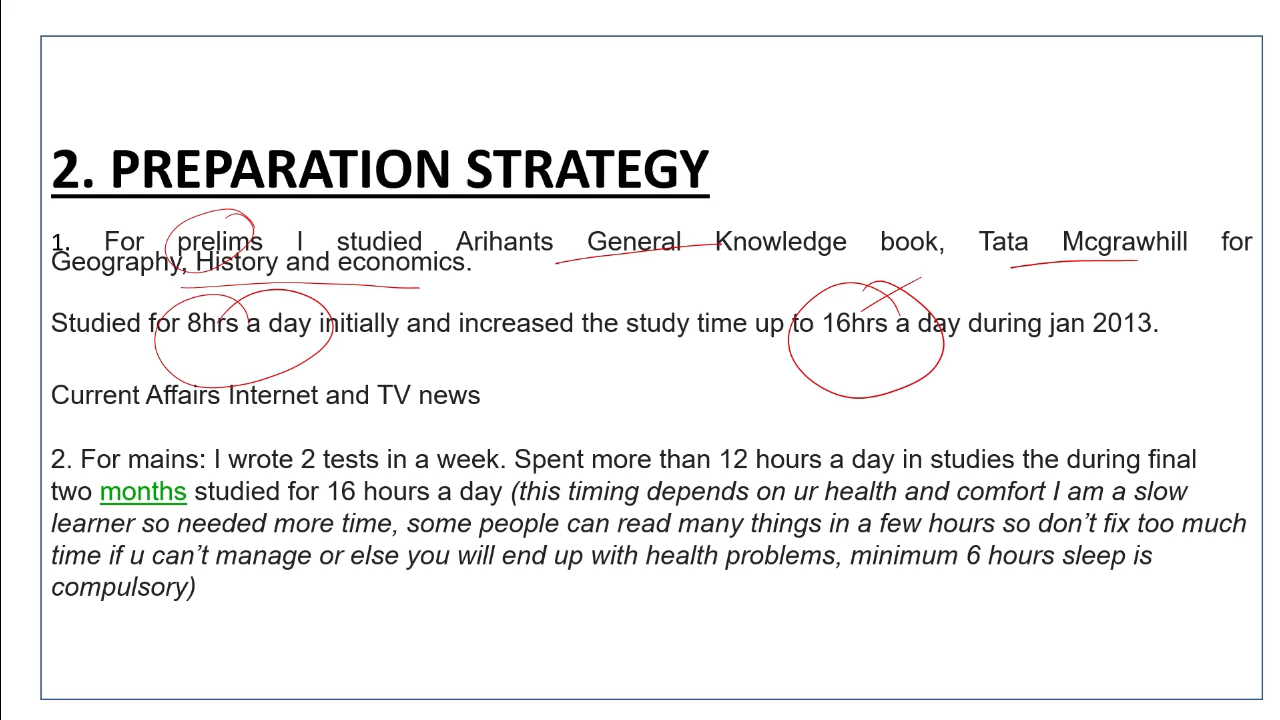 2. PREPARATION STRATEGY
1. For prelims I studied Arihants General Knowledge book, Tata Mcgrawhill for
Geography, History and economics.
Studied for 8hrs a day initially and increased the study time up to 16hrs a day during jan 2013.
Current Affairs Internet and TV news
2. For mains: I wrote 2 tests in a week. Spent more than 12 hours a day in studies the during final
two months studied for 16 hours a day (this timing depends on ur health and comfort I am a slow
learner so needed more time, some people can read many things in a few hours so don’t fix too much
time if u can’t manage or else you will end up with health problems, minimum 6 hours sleep is
compulsory)